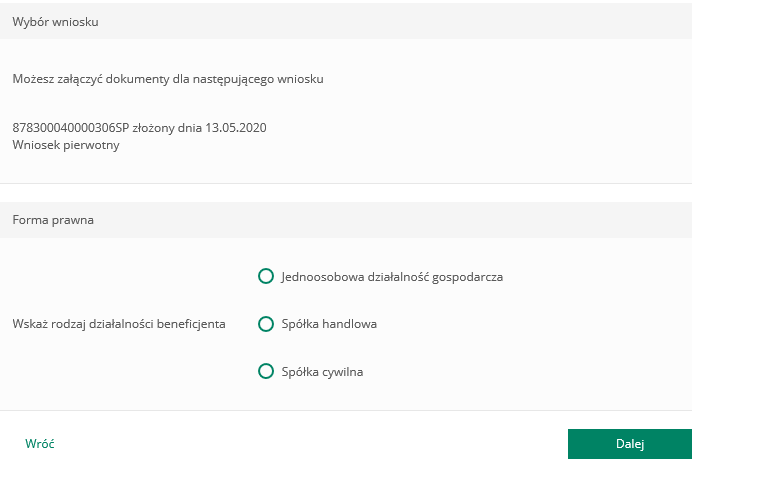 Wybór wniosku
Możesz załączyć dokumenty dla następującego wniosku
878300040000306SP złożony dnia 13.05.2020
Wniosek pierwotny
Forma prawna
Jednoosobowa działalność gospodarcza
Wskaż rodzaj działalności beneficjenta
Spółka handlowa
Spółka cywilna
Wróć
Dalej